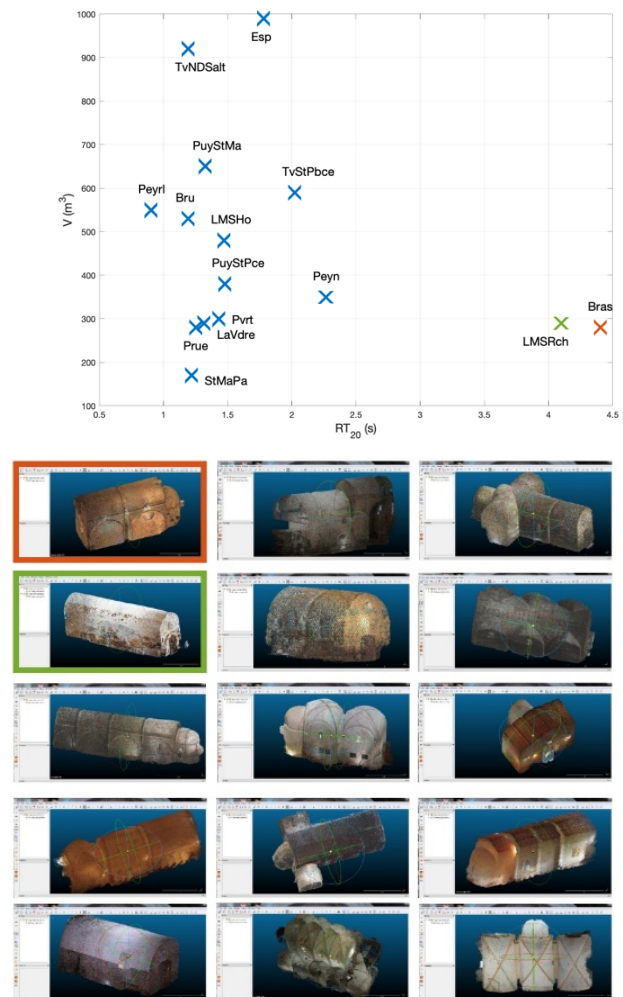 1000
Esp
900
TvNDSalt
800
700
PuyStMa
TvStPbce
600
Peyrl
Bru
V (m³)
500
LMSHo
PuyStPce
400
Peyn
300
Pvrt
Bras
Prue
LaVdre
LMSRch
200
StMaPa
100
0.5 1 1.5 2 2.5 3 3.5 4 4.5
RT20 (s)